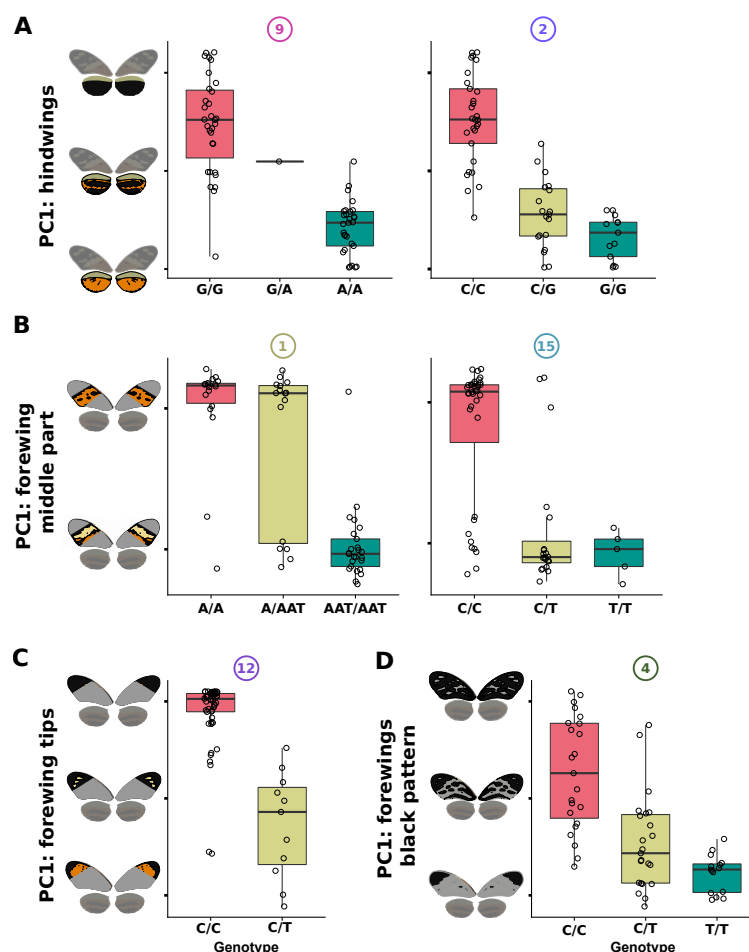 A
9
2
PC1: hindwings
G/G
G/A
A/A
C/C
C/G
G/G
B
1
15
PC1: forewing
middle part
A/A
A/AAT
AAT/AAT
C/C
C/T
T/T
C
12
PC1: forewing tips
C/C
C/T
Genotype
D
4
PC1: forewings
black pattern
C/C
C/T
T/T
Genotype